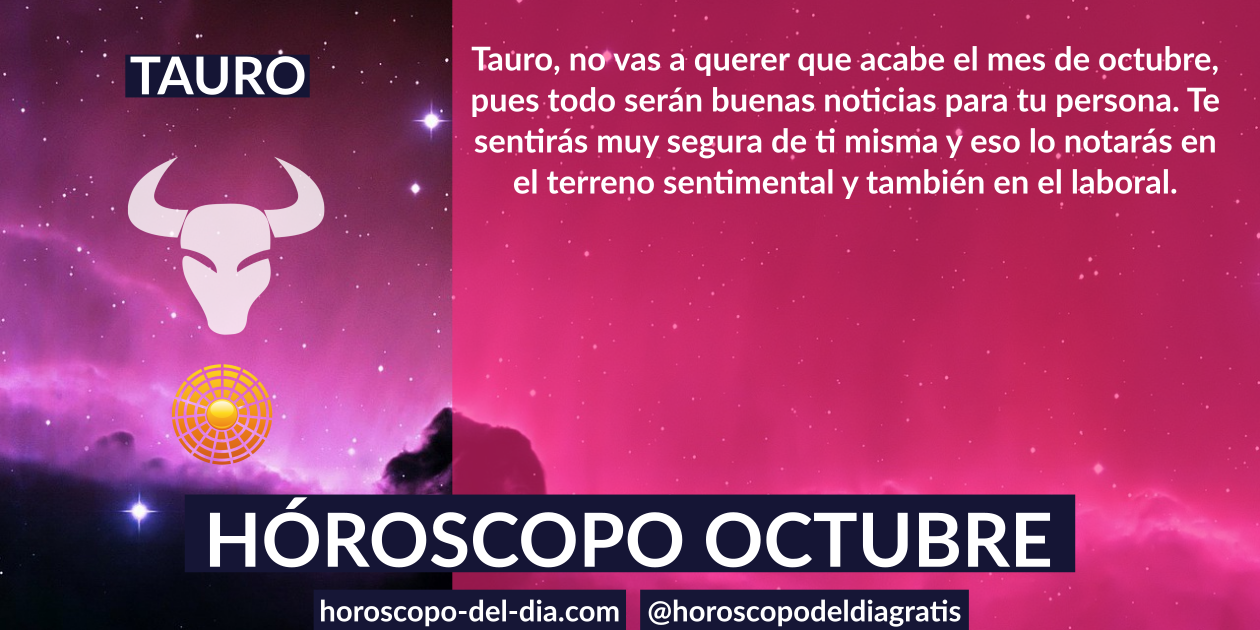 TAURO
Tauro, no vas a querer que acabe el mes de octubre,
pues todo serán buenas noticias para tu persona. Te
sentirás muy segura de ti misma y eso lo notarás en
el terreno sentimental y también en el laboral.
HÓROSCOPO OCTUBRE
horoscopo-del-dia.com
@horoscopodeldiagratis